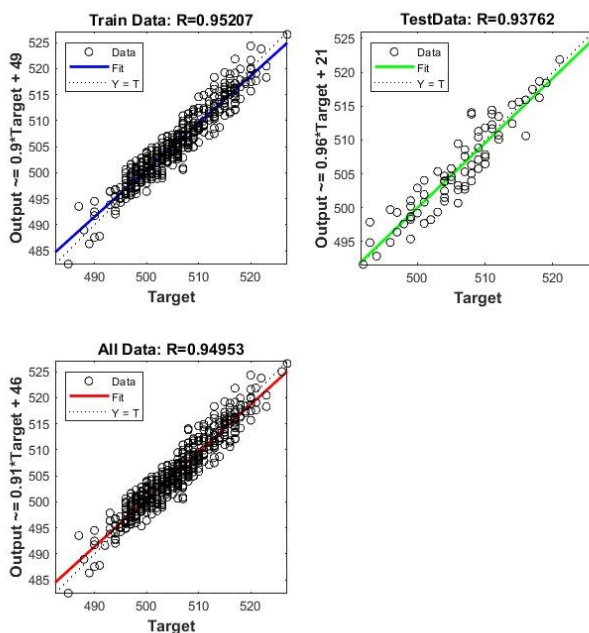 Train Data: R=0.95207
Output ~= 0.9*Target + 49
525
520
515
510
505
500
495
490
485
Data
Fit
Y = T
490 500 510 520
Target
TestData: R=0.93762
Output ~= 0.96*Target + 21
525
520
515
510
505
500
495
Data
Fit
Y = T
500 510 520
Target
All Data: R=0.94953
Output ~= 0.91*Target + 46
525
520
515
510
505
500
495
490
485
Data
Fit
Y = T
490 500 510 520
Target